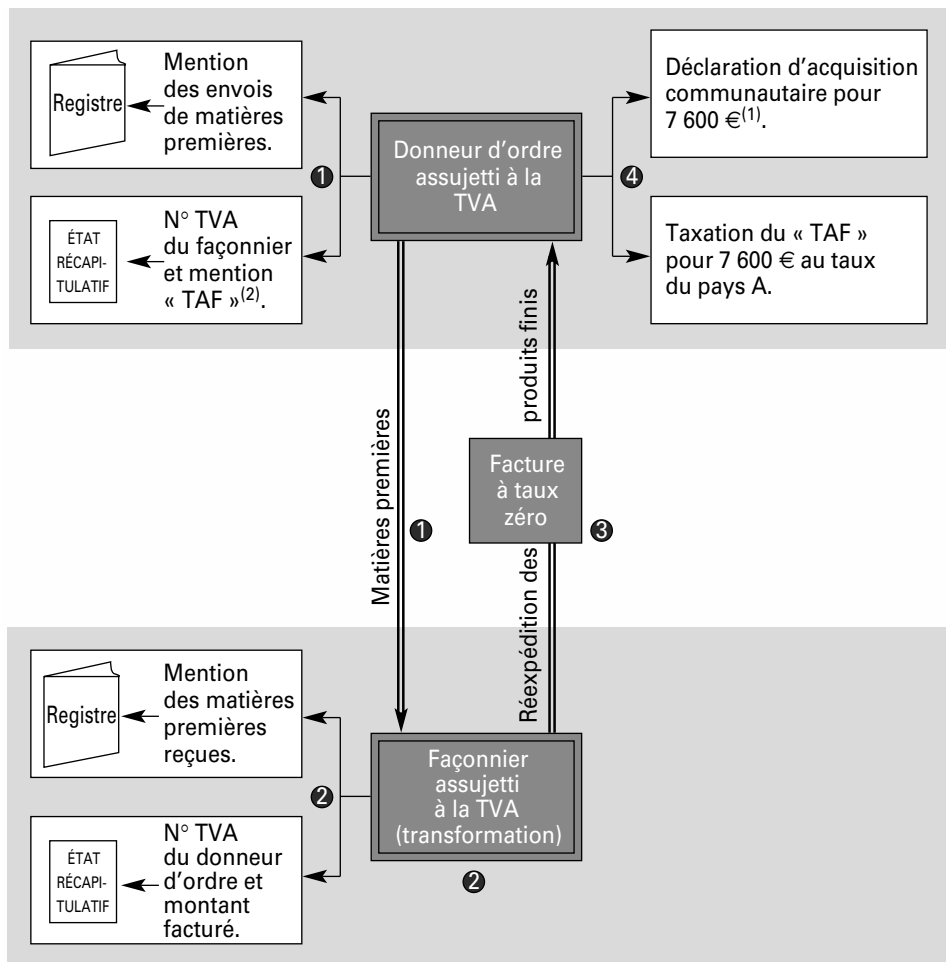 Registre
Mention
des envois
de matières
premières.
ÉTAT
RÉCAPI-
TULATIF
N° TVA
du façonnier
et mention
« TAF »(2).
❶
Donneur d'ordre
assujetti à la
TVA
❹
Déclaration d'acquisition
communautaire pour
7 600 €(1).
Taxation du « TAF »
pour 7 600 € au taux
du pays A.
Matières premières
❶
Réexpédition des
produits finis
Facture
à taux
zéro
❸
Registre
Mention
des matières
premières
reçues.
ÉTAT
RÉCAPI-
TULATIF
N° TVA
du donneur
d'ordre et
montant
facturé.
❷
Façonnier
assujetti
à la TVA
(transformation)
❷